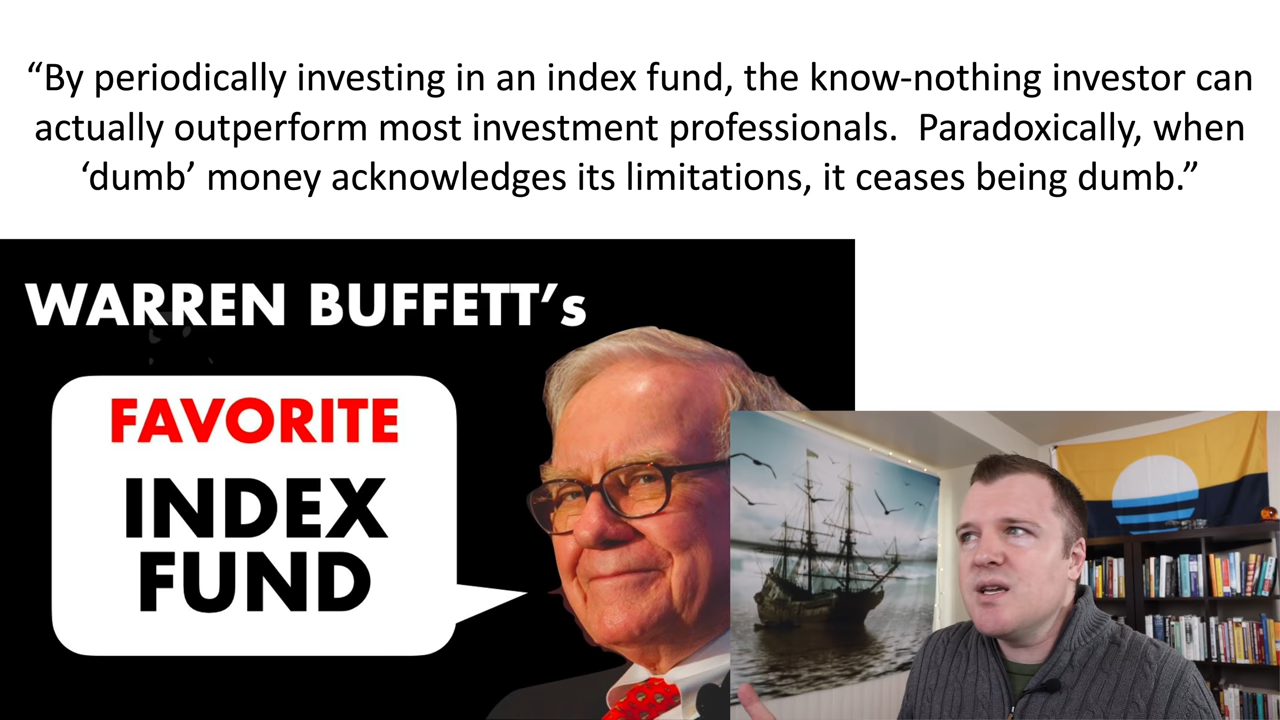 “By periodically investing in an index fund, the know-nothing investor can
actually outperform most investment professionals.  Paradoxically, when
‘dumb’ money acknowledges its limitations, it ceases being dumb.”
WARREN BUFFETT’s
FAVORITE
INDEX
FUND